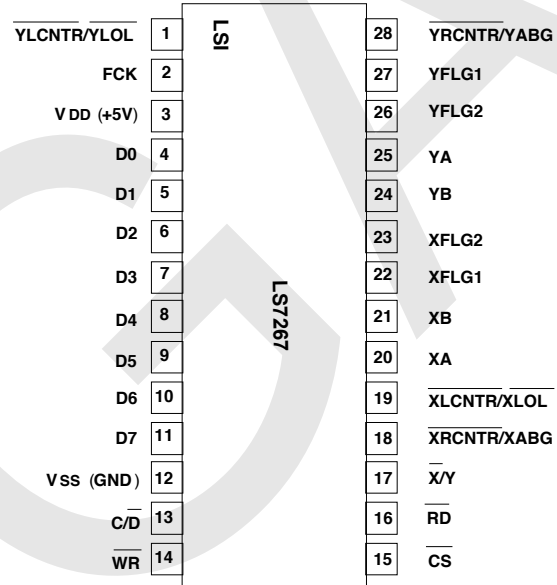 YLCNTR/YLOL 1 LSI 28 YRCNTR/YABG
FCK 2 27 YFLG1
VDD (+5V) 3 26 YFLG2
D0 4 25 YA
D1 5 24 YB
D2 6 23 XFLG2
D3 7 22 XFLG1
D4 8 LS7267 21 XB
D5 9 20 XA
D6 10 19 XLCNTR/XLOL
D7 11 18 XRCNTR/XABG
VSS (GND) 12 17 X/Y
C/D 13 16 RD
WR 14 15 CS